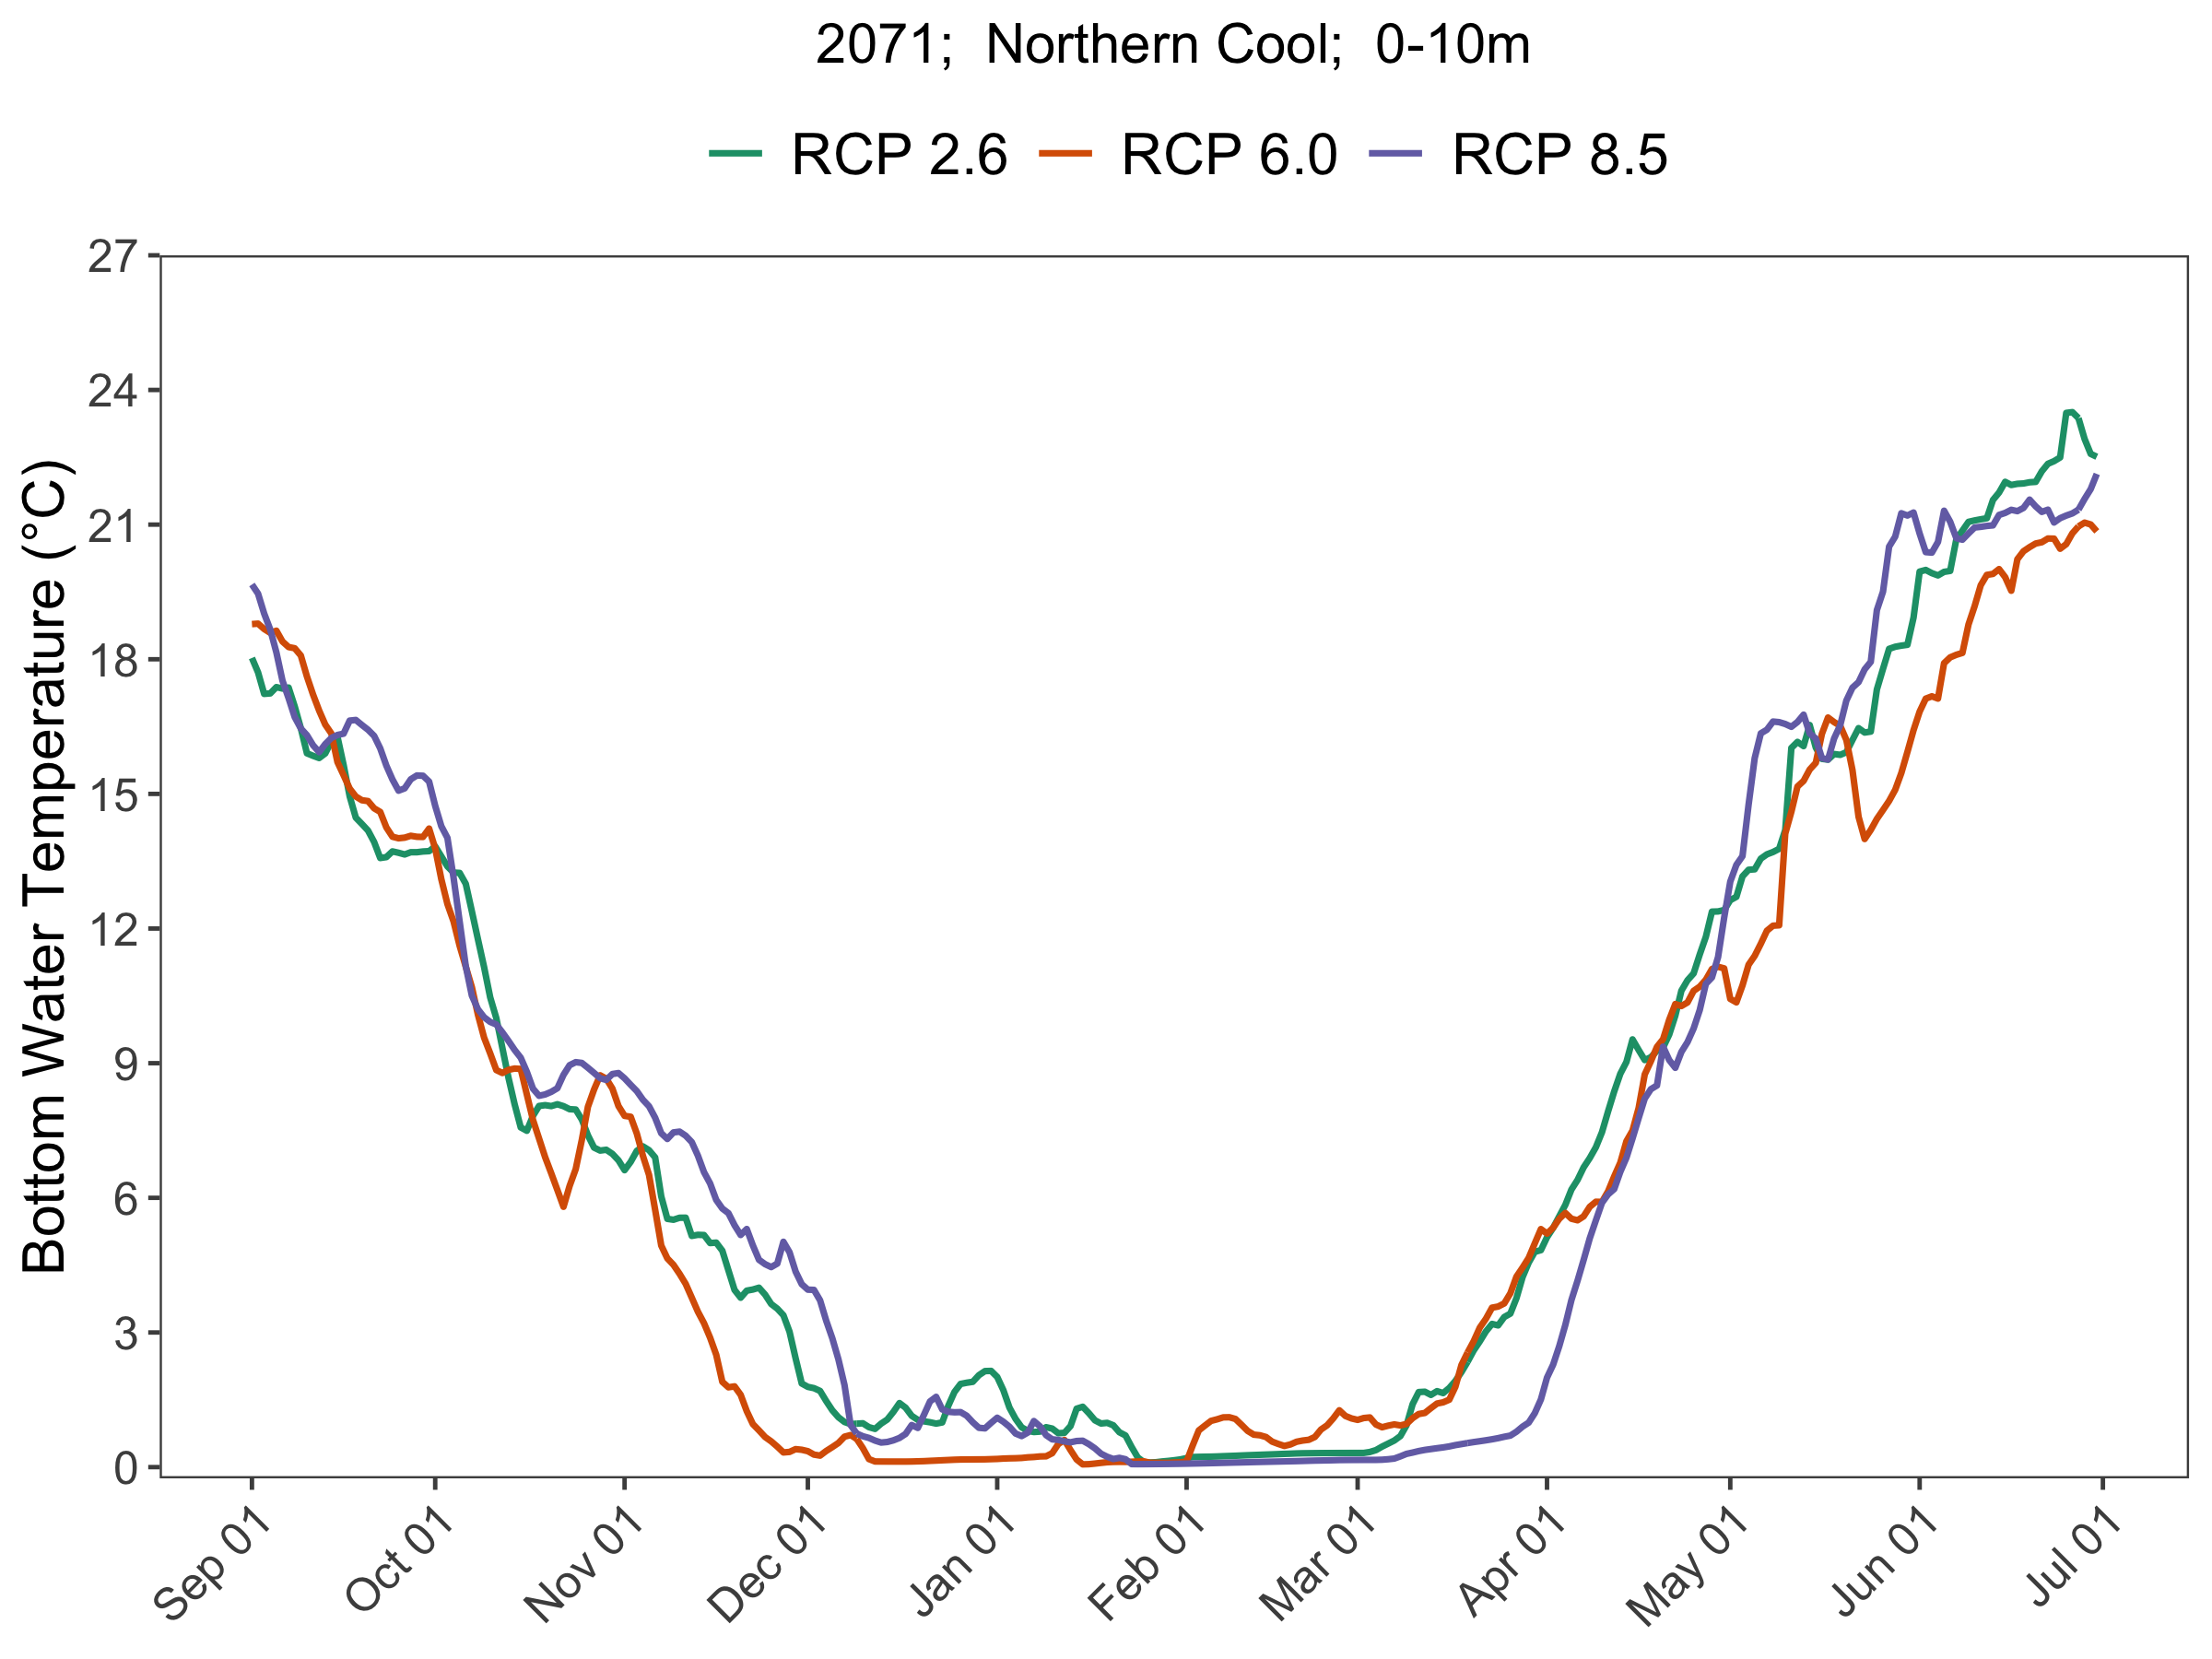 2071;  Northern Cool;  0-10m
RCP 2.6 RCP 6.0 RCP 8.5
Bottom Water Temperature (°C)
27
24
21
18
15
12
9
6
3
0
Sep 01 Oct 01 Nov 01 Dec 01 Jan 01 Feb 01 Mar 01 Apr 01 May 01 Jun 01 Jul 01